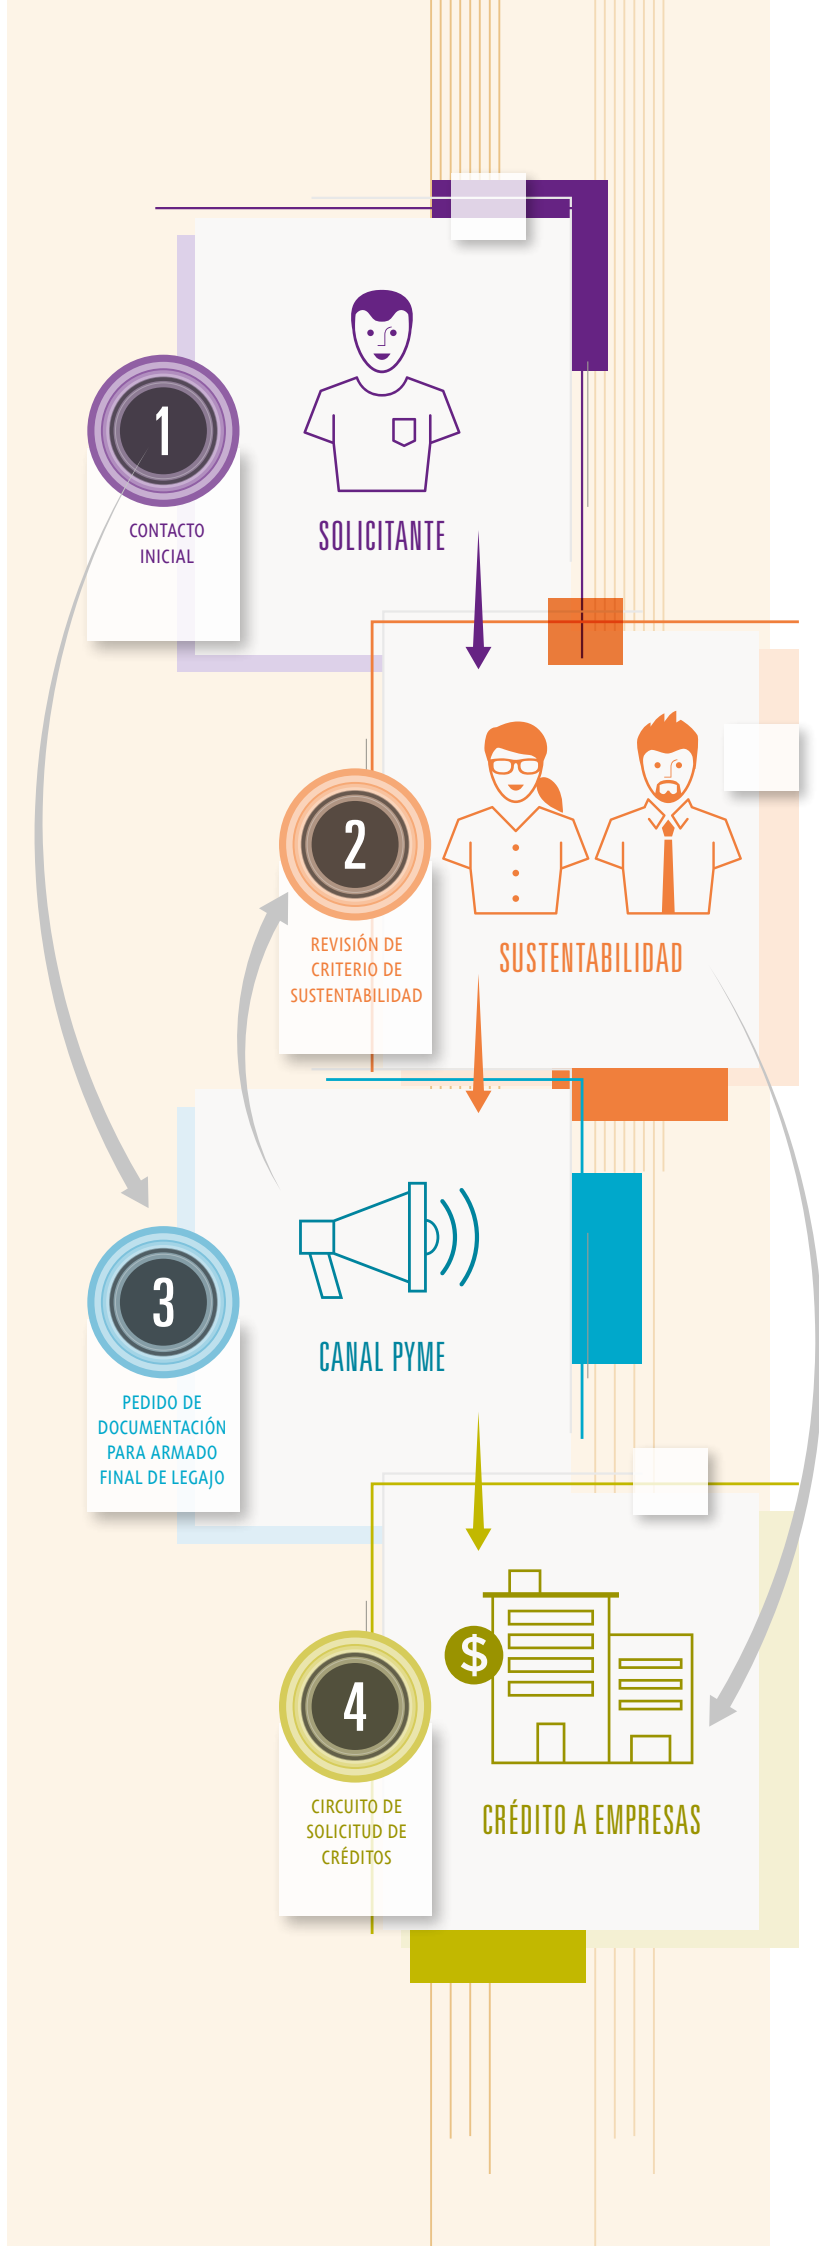 1
CONTACTO
INICIAL
SOLICITANTE
2
REVISIÓN DE
CRITERIO DE
SUSTENTABILIDAD
SUSTENTABILIDAD
3
PEDIDO DE
DOCUMENTACIÓN
PARA ARMADO
FINAL DE LEGAJO
CANAL PYME
4
CIRCUITO DE
SOLICITUD DE
CRÉDITOS
$
CRÉDITO A EMPRESAS